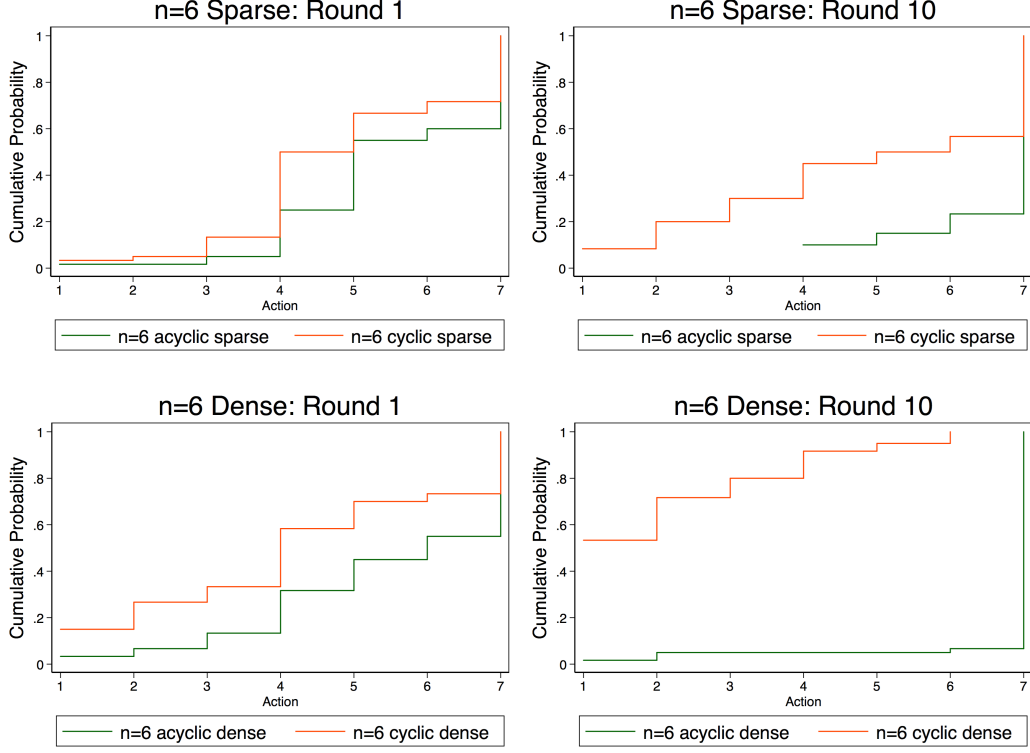 n=6 Sparse: Round 1
Cumulative Probability
1
.8
.6
.4
.2
0
1 2 3 4 5 6 7
Action
n=6 acyclic sparse n=6 cyclic sparse
n=6 Sparse: Round 10
Cumulative Probability
1
.8
.6
.4
.2
0
1 2 3 4 5 6 7
Action
n=6 acyclic sparse n=6 cyclic sparse
n=6 Dense: Round 1
Cumulative Probability
1
.8
.6
.4
.2
0
1 2 3 4 5 6 7
Action
n=6 acyclic dense n=6 cyclic dense
n=6 Dense: Round 10
Cumulative Probability
1
.8
.6
.4
.2
0
1 2 3 4 5 6 7
Action
n=6 acyclic dense n=6 cyclic dense